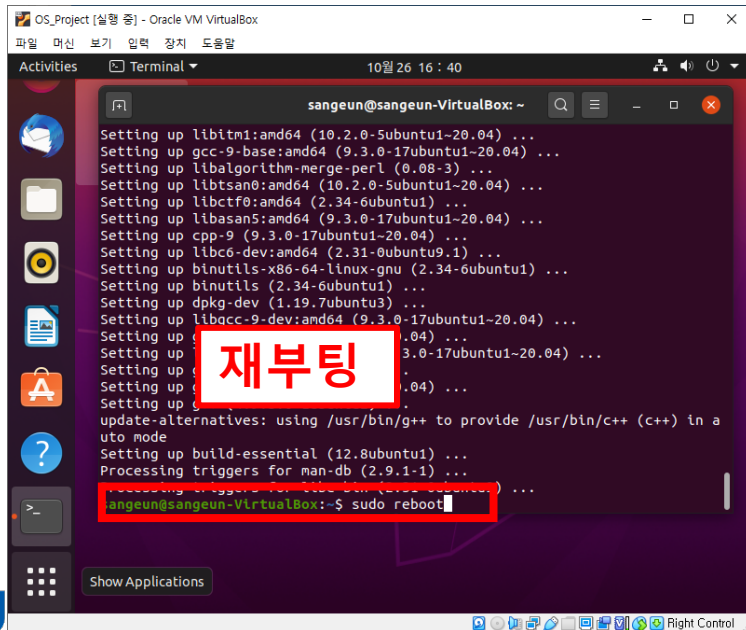 OS_Project [실행 중] - Oracle VM VirtualBox
파일 머신 보기 입력 장치 도움말
Activities Terminal 10월 26 16 : 40
sangeun@sangeun-VirtualBox: ~
Setting up libitm1:amd64 (10.2.0-5ubuntu1~20.04) ...
Setting up gcc-9-base:amd64 (9.3.0-17ubuntu1~20.04) ...
Setting up libalgorithm-merge-perl (0.08-3) ...
Setting up libtsan0:amd64 (10.2.0-5ubuntu1~20.04) ...
Setting up libctf0:amd64 (2.34-6ubuntu1) ...
Setting up libasan5:amd64 (9.3.0-17ubuntu1~20.04) ...
Setting up cpp-9 (9.3.0-17ubuntu1~20.04) ...
Setting up libc6-dev:amd64 (2.31-0ubuntu9.1) ...
Setting up binutils-x86-64-linux-gnu (2.34-6ubuntu1) ...
Setting up binutils (2.34-6ubuntu1) ...
Setting up dpkg-dev (1.19.7ubuntu3) ...
Setting up libgcc-9-dev:amd64 (9.3.0-17ubuntu1~20.04) ...
Setting up .04) ...
Setting up 3.0-17ubuntu1~20.04) ...
Setting up
Setting up .04) ...
Setting up
재부팅
update-alternatives: using /usr/bin/g++ to provide /usr/bin/c++ (c++) in a
uto mode
Setting up build-essential (12.8ubuntu1) ...
Processing triggers for man-db (2.9.1-1) ...
sangeun@sangeun-VirtualBox:~$ sudo reboot
Show Applications
Right Control